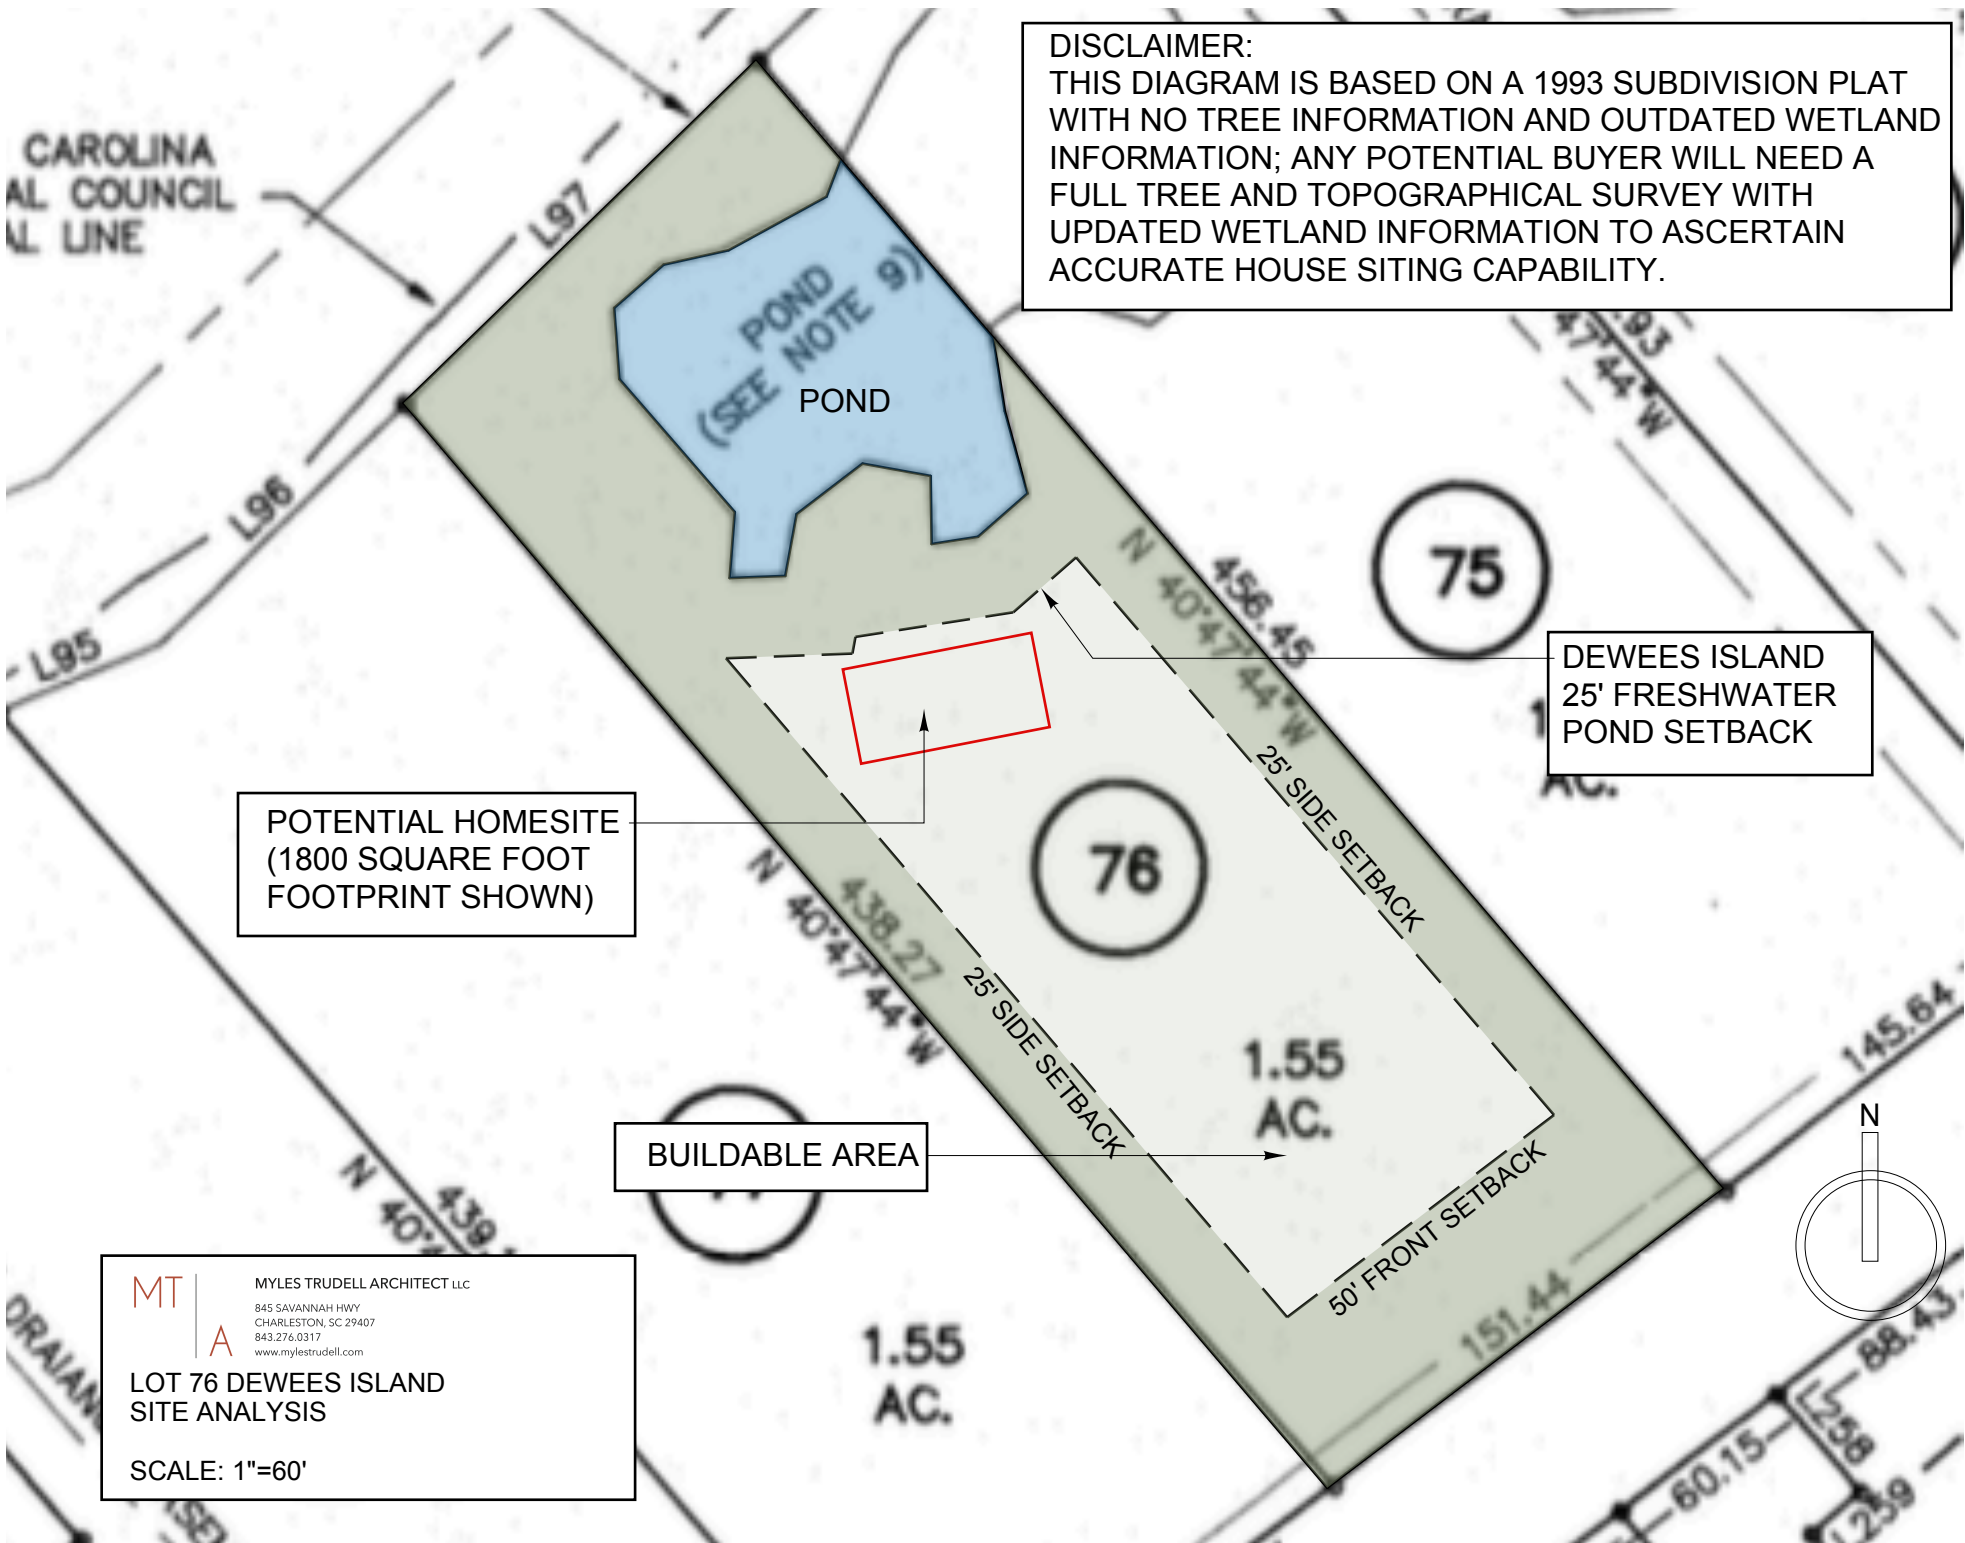 DISCLAIMER:
THIS DIAGRAM IS BASED ON A 1993 SUBDIVISION PLAT
WITH NO TREE INFORMATION AND OUTDATED WETLAND
INFORMATION; ANY POTENTIAL BUYER WILL NEED A
FULL TREE AND TOPOGRAPHICAL SURVEY WITH
UPDATED WETLAND INFORMATION TO ASCERTAIN
ACCURATE HOUSE SITING CAPABILITY.
CAROLINA
AL COUNCIL
AL LINE
L97
POND
(SEE NOTE 9)
POND
47'44"W
L96
L95
75
N 40°47'44"W
456.45
DEWEES ISLAND
25' FRESHWATER
POND SETBACK
AC.
25' SIDE SETBACK
POTENTIAL HOMESITE
(1800 SQUARE FOOT
FOOTPRINT SHOWN)
76
N 40°47'44"W
438.27
25' SIDE SETBACK
1.55
AC.
145.64
N
BUILDABLE AREA
50' FRONT SETBACK
151.44
439.
1.55
AC.
88.43
L258
60.15
L259
MT
A
MYLES TRUDELL ARCHITECT LLC
845 SAVANNAH HWY
CHARLESTON, SC 29407
843.276.0317
www.mylestrudell.com
LOT 76 DEWEES ISLAND
SITE ANALYSIS
SCALE: 1"=60'